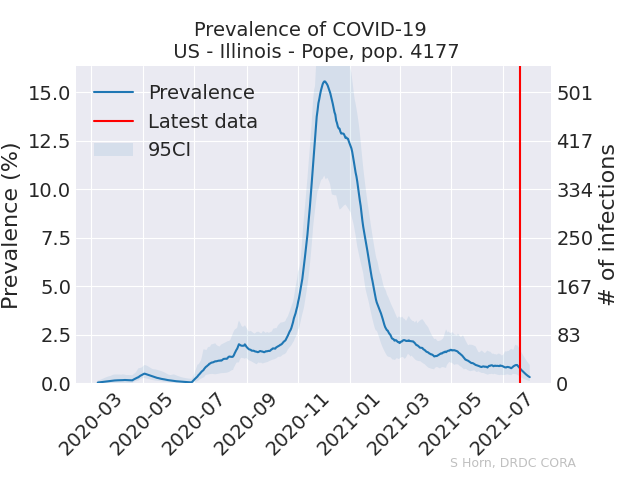 Prevalence of COVID-19
US - Illinois - Pope, pop. 4177
Prevalence
Latest data
95CI
Prevalence (%)
15.0
12.5
10.0
7.5
5.0
2.5
0.0
501
417
334
250
167
83
0
# of infections
2020-03
2020-05
2020-07
2020-09
2020-11
2021-01
2021-03
2021-05
2021-07
S Horn, DRDC CORA